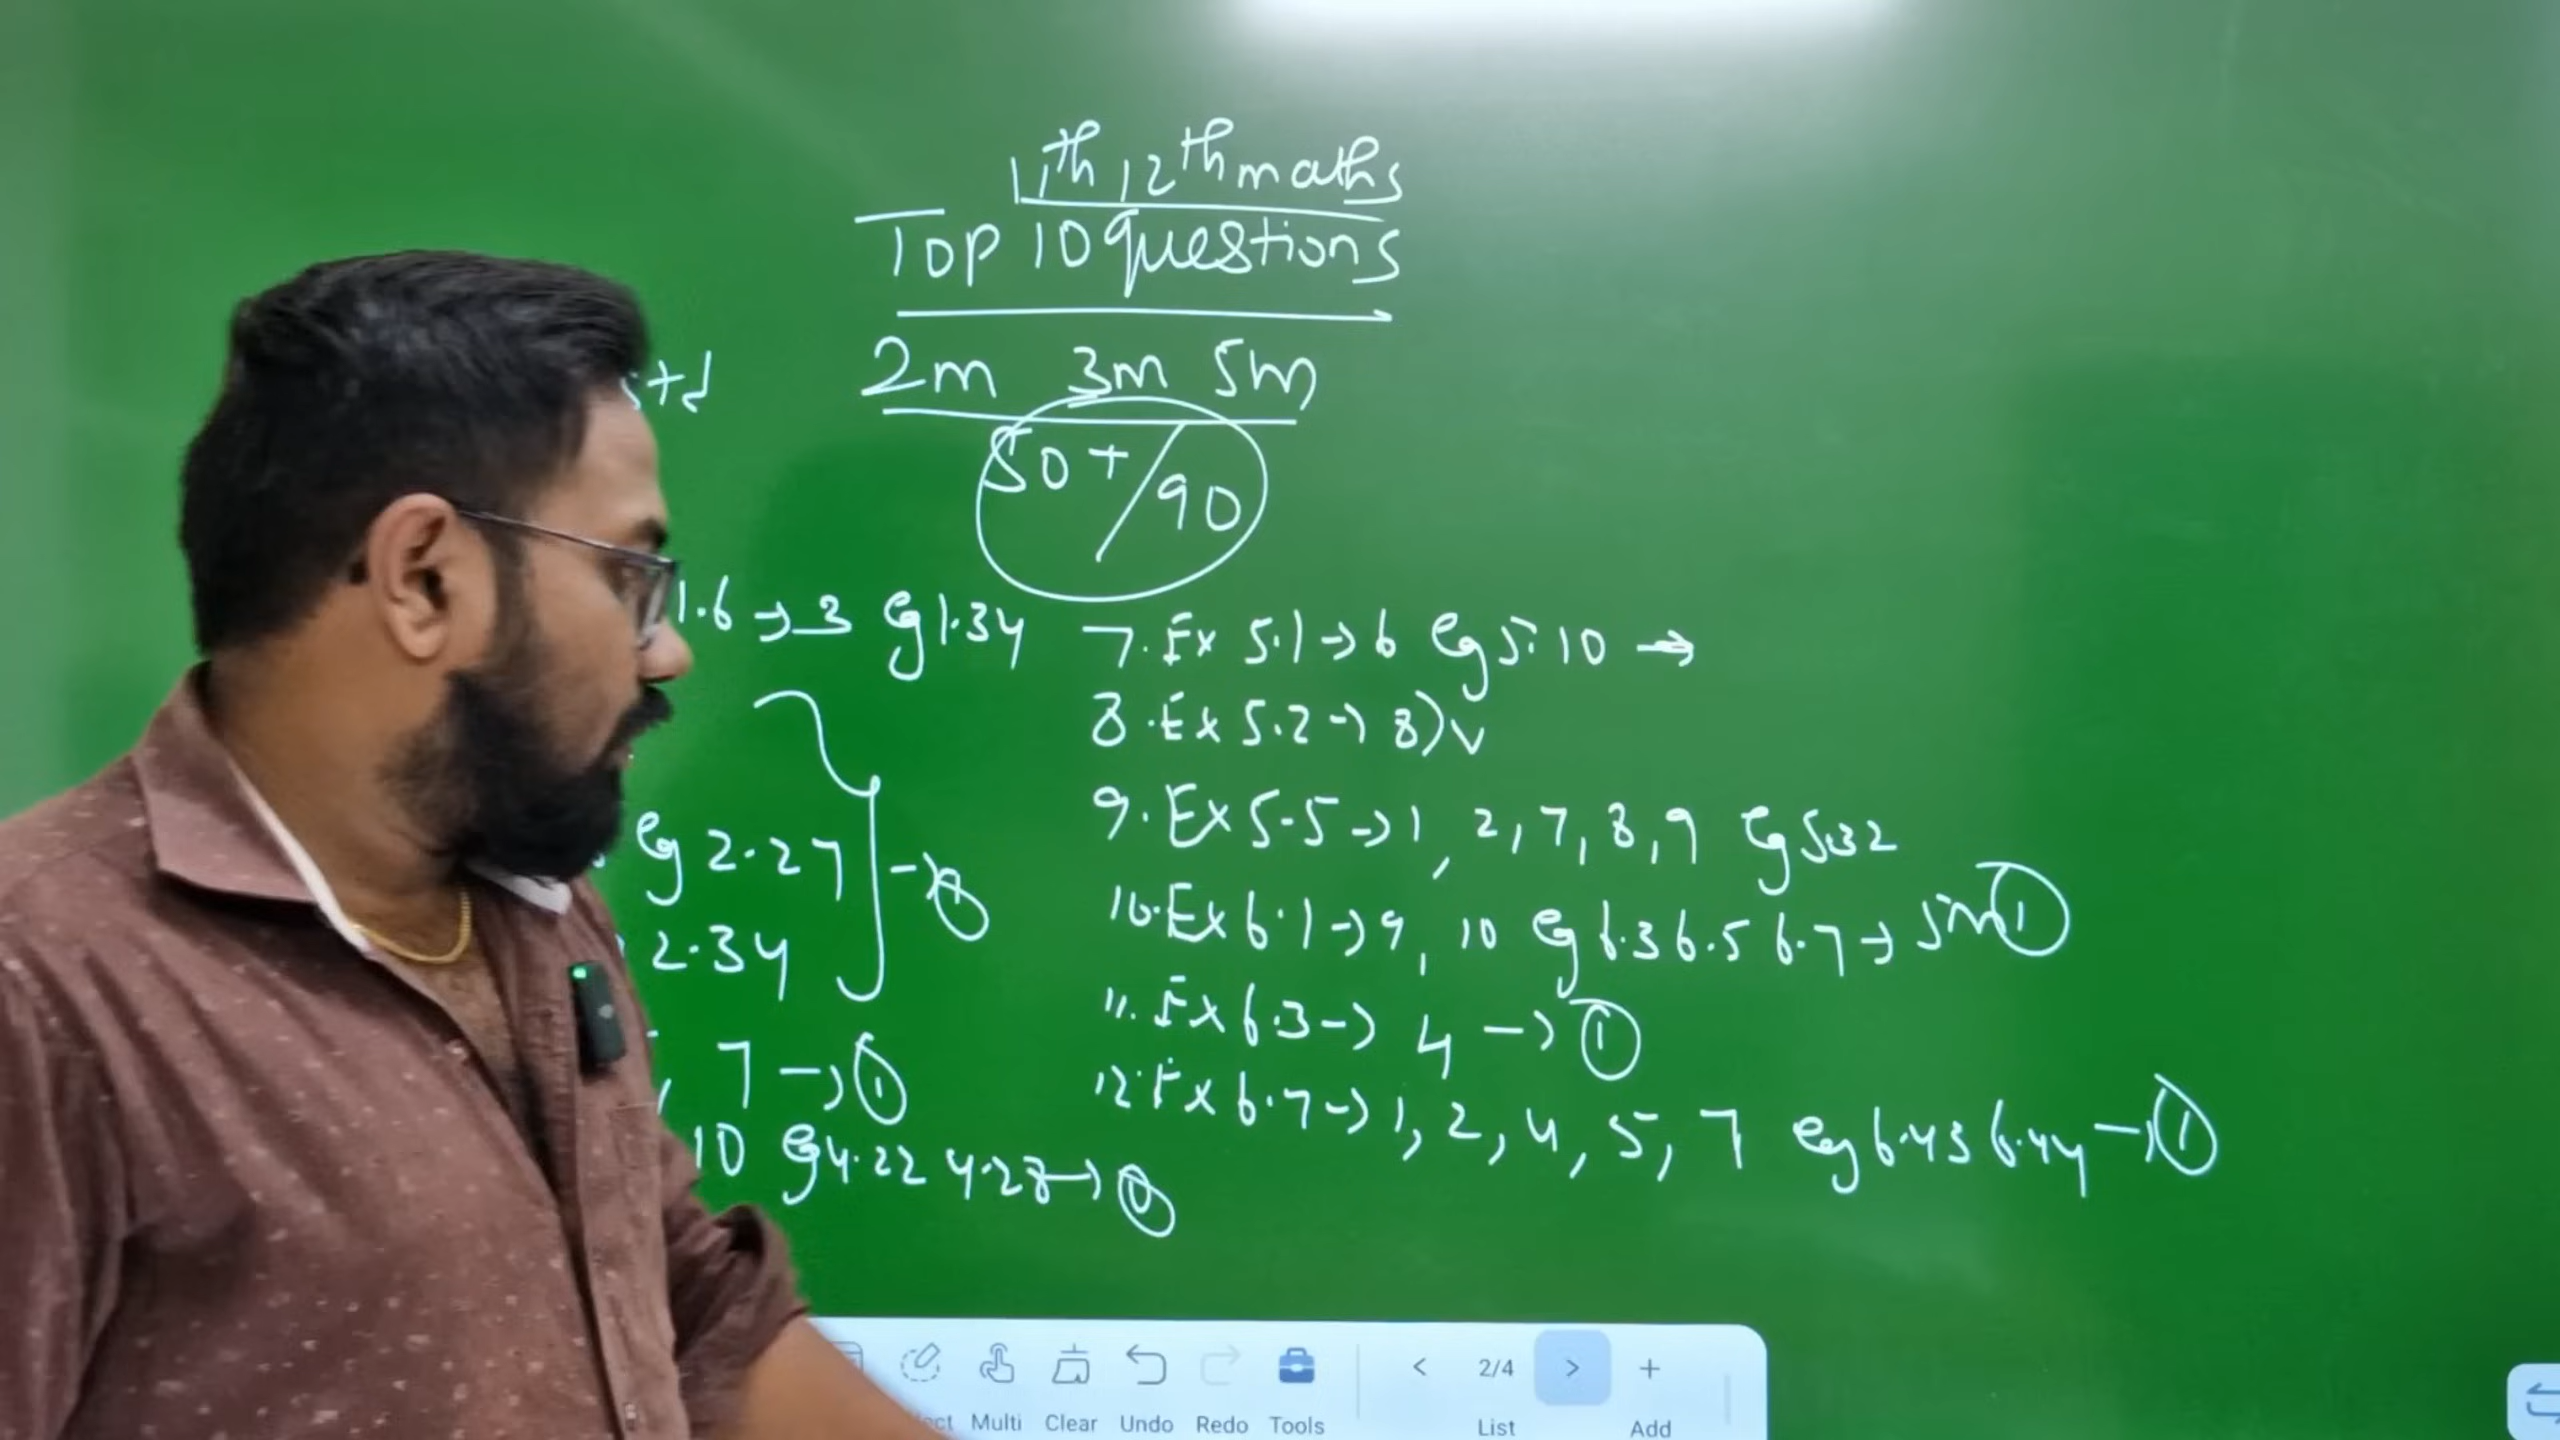 11th 12th maths
Top 10 questions
2m 3m 5m
std
50+/90
1.6 → 3 eg 1.34
eg 2.27
2.34 → 1
, 7 → 1
10 eg 4.22 4.28 → 1
7. Ex 5.1 → 6 eg 5.10 →
8. Ex 5.2 → 8) v
9. Ex 5.5 → 1, 2, 7, 8, 9 eg 5.32
10. Ex 6.1 → 9, 10 eg 6.3 6.5 6.7 → 5m 1
11. Ex 6.3 → 4 → 1
12. Ex 6.7 → 1, 2, 4, 5, 7 eg 6.43 6.44 → 1
< 2/4 > +
Multi Clear Undo Redo Tools List Add